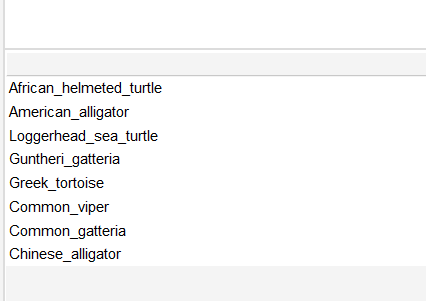 African_helmeted_turtle
American_alligator
Loggerhead_sea_turtle
Guntheri_gatteria
Greek_tortoise
Common_viper
Common_gatteria
Chinese_alligator